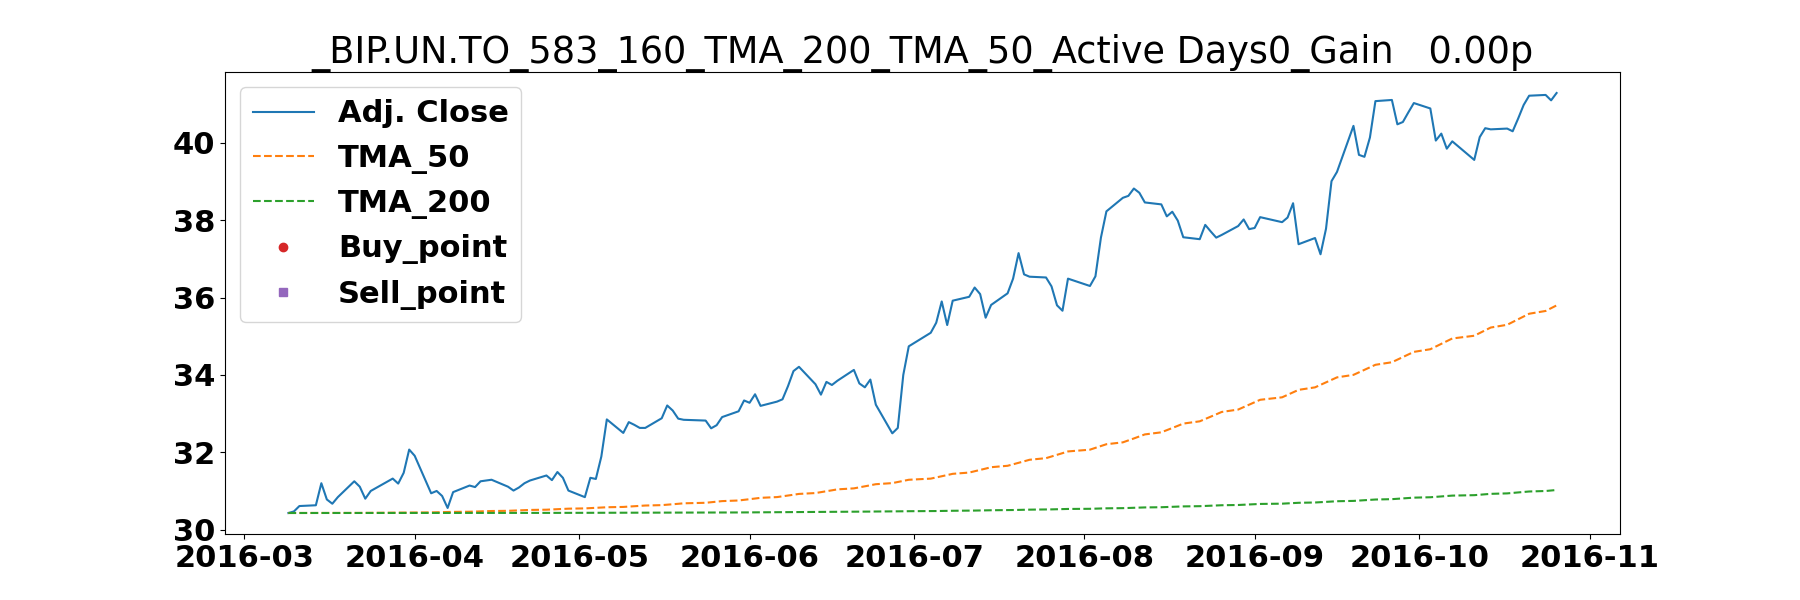 _BIP.UN.TO_583_160_TMA_200_TMA_50_Active Days0_Gain   0.00p
Adj. Close
TMA_50
TMA_200
Buy_point
Sell_point
40
38
36
34
32
30
2016-03 2016-04 2016-05 2016-06 2016-07 2016-08 2016-09 2016-10 2016-11